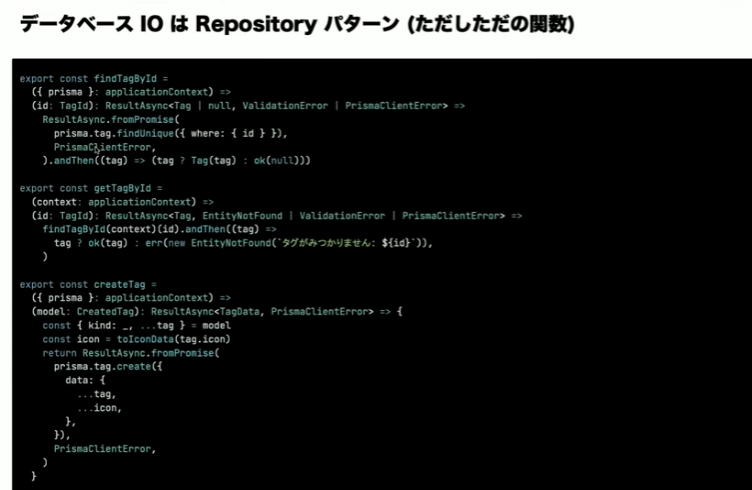 データベース IO は Repository パターン (ただしただの関数)
export const findTagById =
  ({ prisma }: applicationContext) =>
  (id: TagId): ResultAsync<Tag | null, ValidationError | PrismaClientError> =>
    ResultAsync.fromPromise(
      prisma.tag.findUnique({ where: { id } }),
      PrismaClientError,
    ).andThen((tag) => (tag ? Tag(tag) : ok(null)))
export const getTagById =
  (context: applicationContext) =>
  (id: TagId): ResultAsync<Tag, EntityNotFound | ValidationError | PrismaClientError> =>
    findTagById(context)(id).andThen((tag) =>
      tag ? ok(tag) : err(new EntityNotFound(`タグがみつかりません: ${id}`)),
    )
export const createTag =
  ({ prisma }: applicationContext) =>
  (model: CreatedTag): ResultAsync<TagData, PrismaClientError> => {
    const { kind: _, ...tag } = model
    const icon = toIconData(tag.icon)
    return ResultAsync.fromPromise(
      prisma.tag.create({
        data: {
          ...tag,
          ...icon,
        },
      }),
      PrismaClientError,
    )
  }